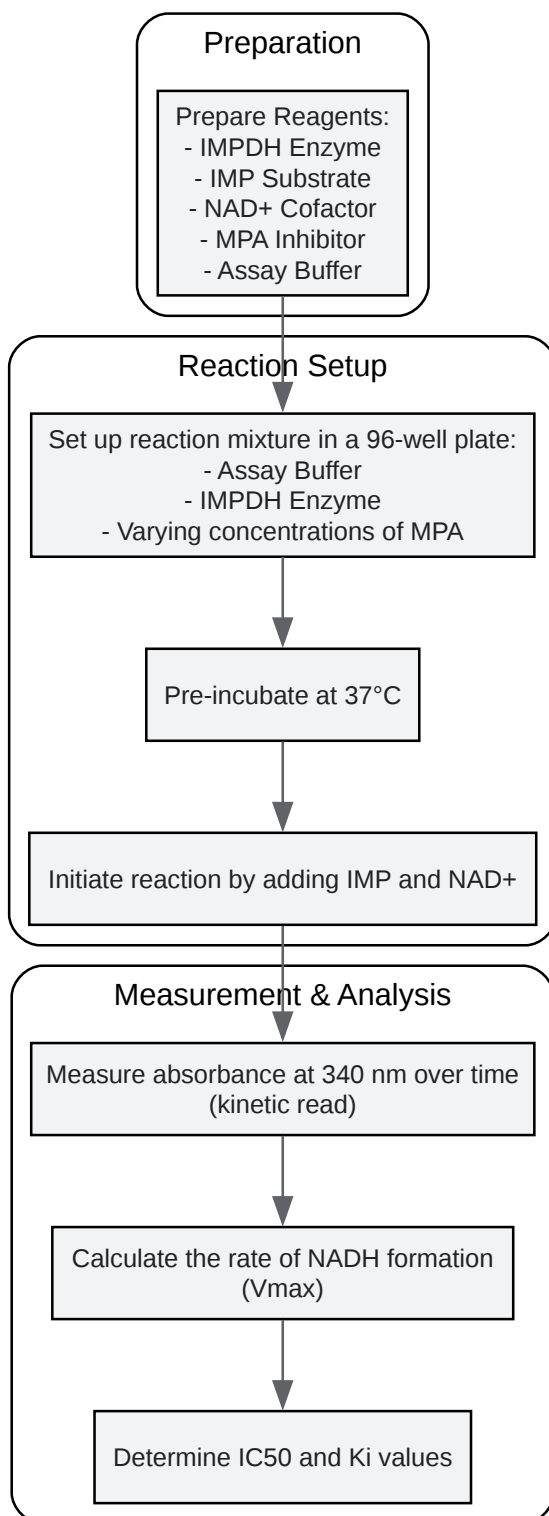 Preparation
Prepare Reagents:
- IMPDH Enzyme
- IMP Substrate
- NAD+ Cofactor
- MPA Inhibitor
- Assay Buffer
Reaction Setup
Set up reaction mixture in a 96-well plate:
- Assay Buffer
- IMPDH Enzyme
- Varying concentrations of MPA
Pre-incubate at 37°C
Initiate reaction by adding IMP and NAD+
Measurement & Analysis
Measure absorbance at 340 nm over time
(kinetic read)
Calculate the rate of NADH formation
(Vmax)
Determine IC50 and Ki values